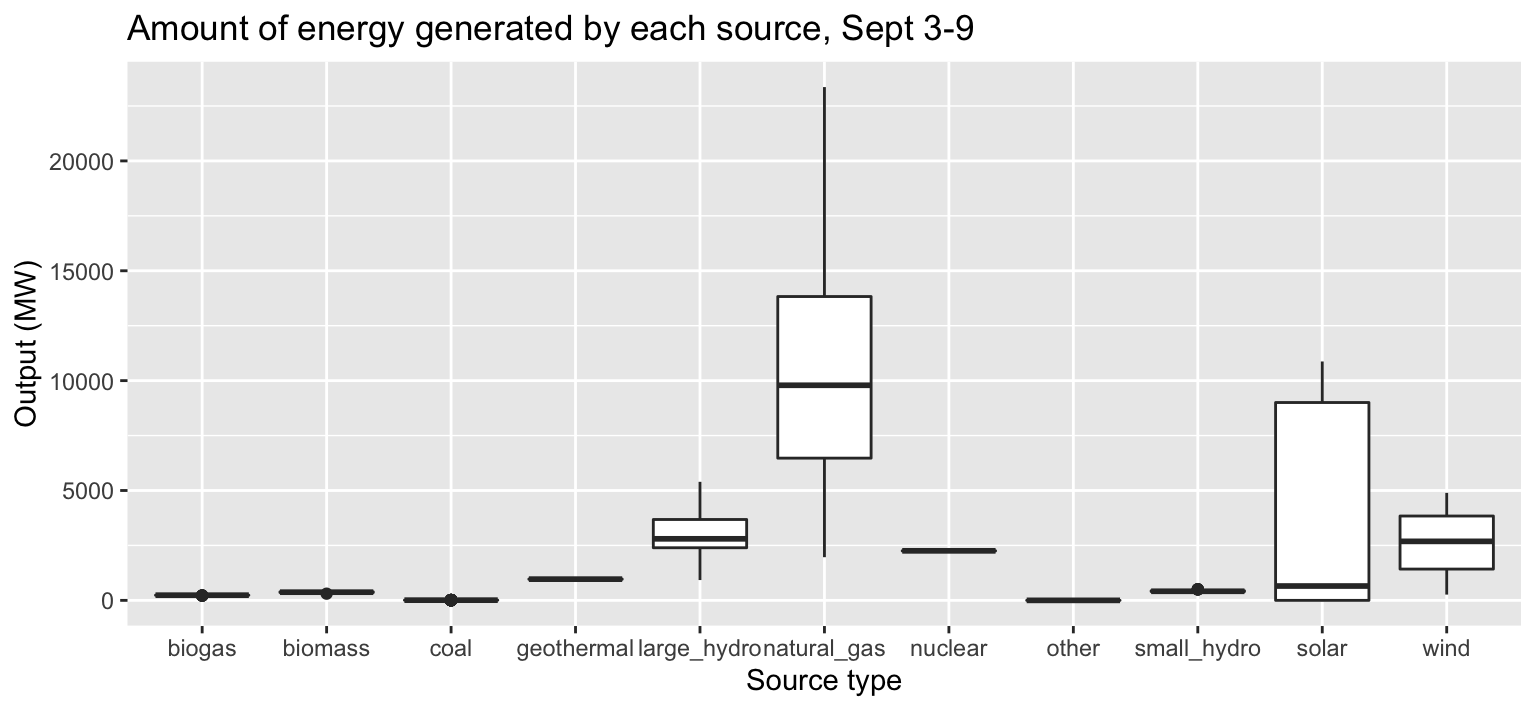 Amount of energy generated by each source, Sept 3-9
Output (MW)
20000
15000
10000
5000
0
biogas biomass coal geothermal large_hydro natural_gas nuclear other small_hydro solar wind
Source type